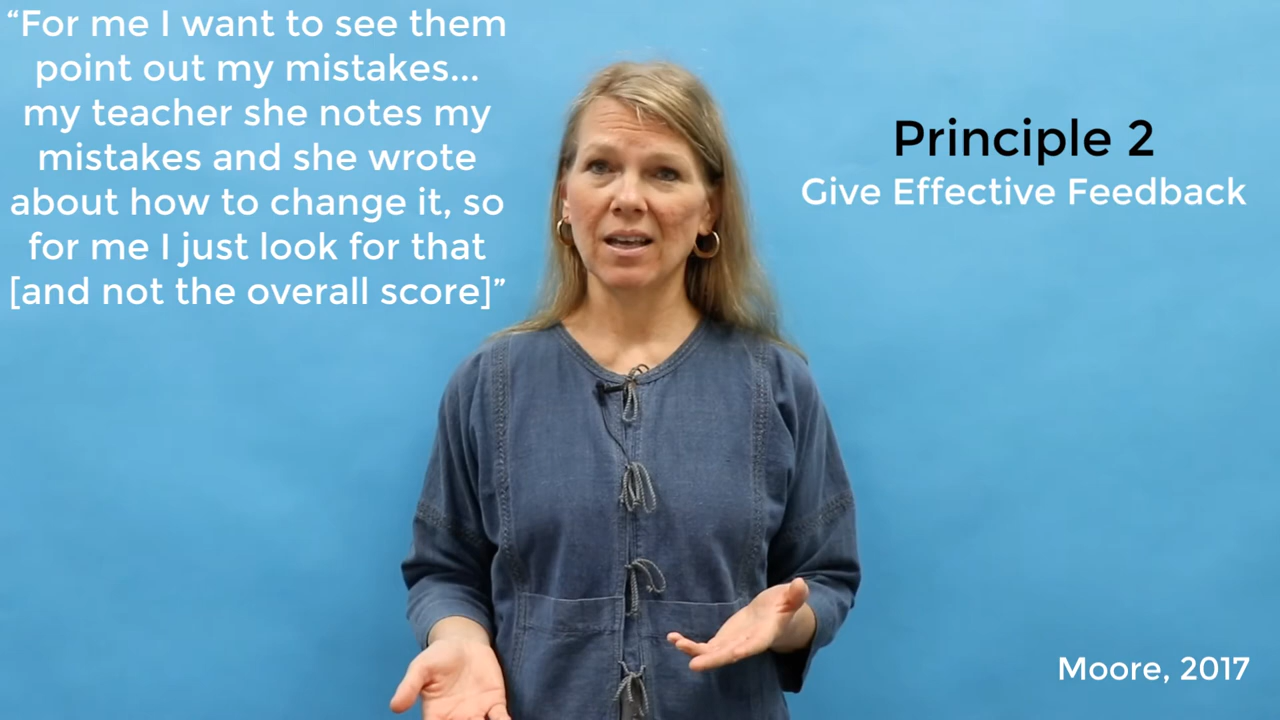 “For me I want to see them
point out my mistakes...
my teacher she notes my
mistakes and she wrote
about how to change it, so
for me I just look for that
[and not the overall score]”
Principle 2
Give Effective Feedback
Moore, 2017